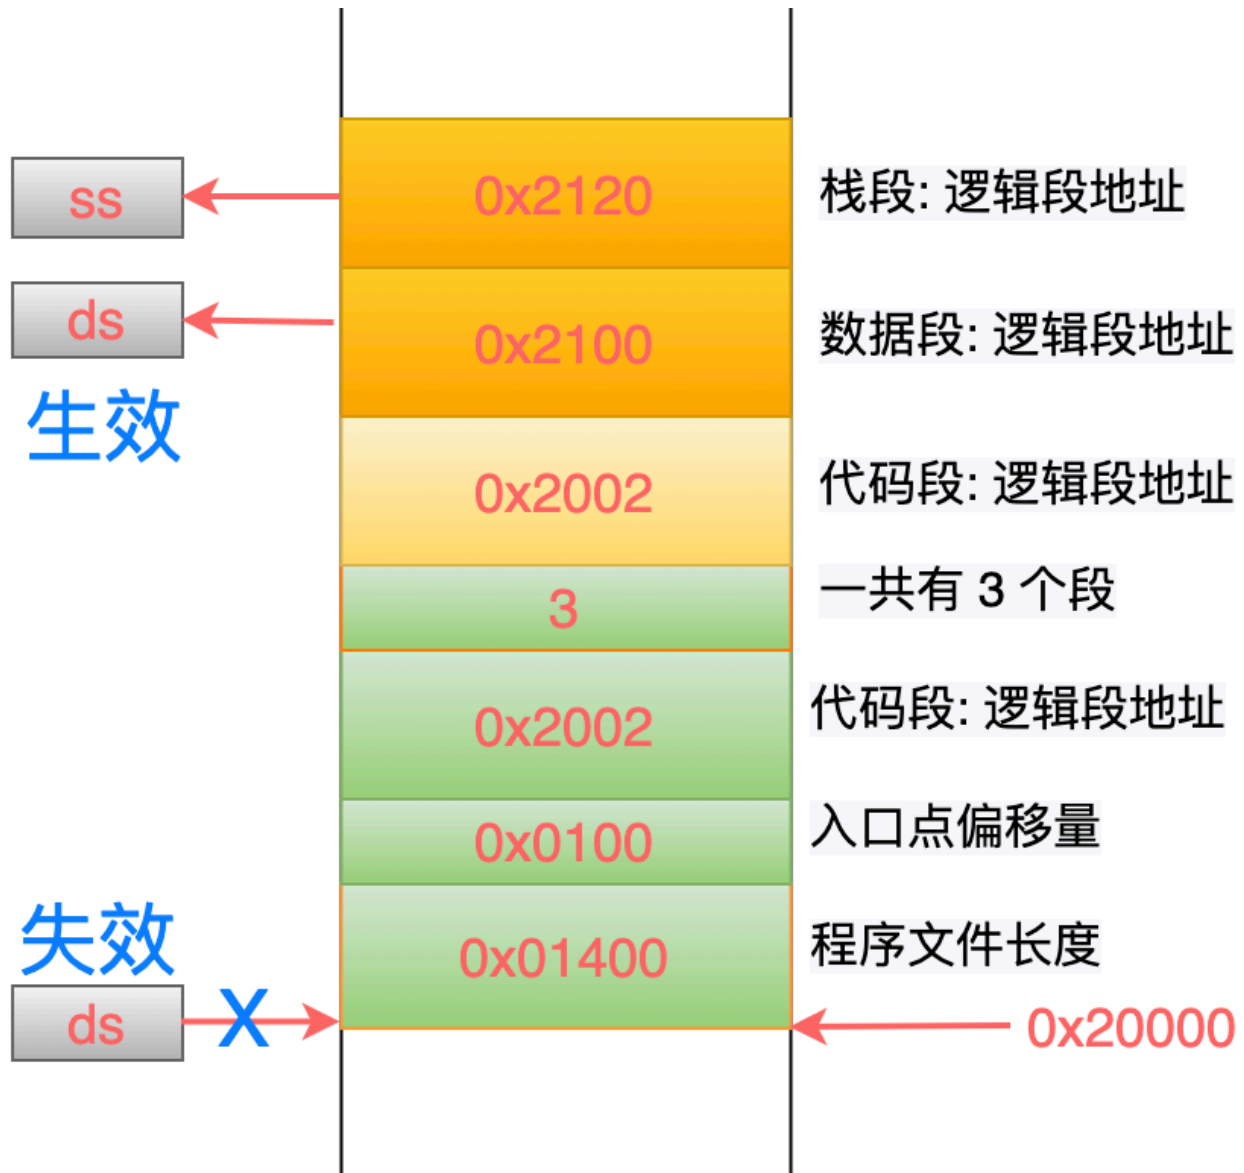 ss
0x2120
栈段: 逻辑段地址
ds
0x2100
数据段: 逻辑段地址
生效
0x2002
代码段: 逻辑段地址
3
一共有 3 个段
0x2002
代码段: 逻辑段地址
0x0100
入口点偏移量
失效
0x01400
程序文件长度
ds
X
0x20000